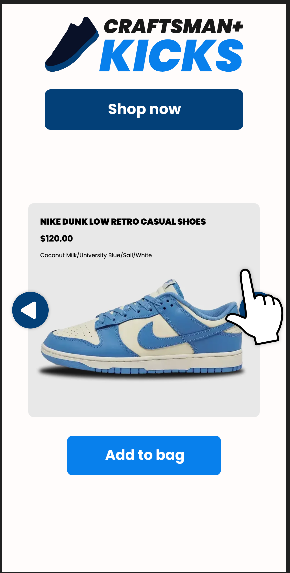 CRAFTSMAN+
KICKS
Shop now
NIKE DUNK LOW RETRO CASUAL SHOES
$120.00
Coconut Milk/University Blue/Sail/White
Add to bag